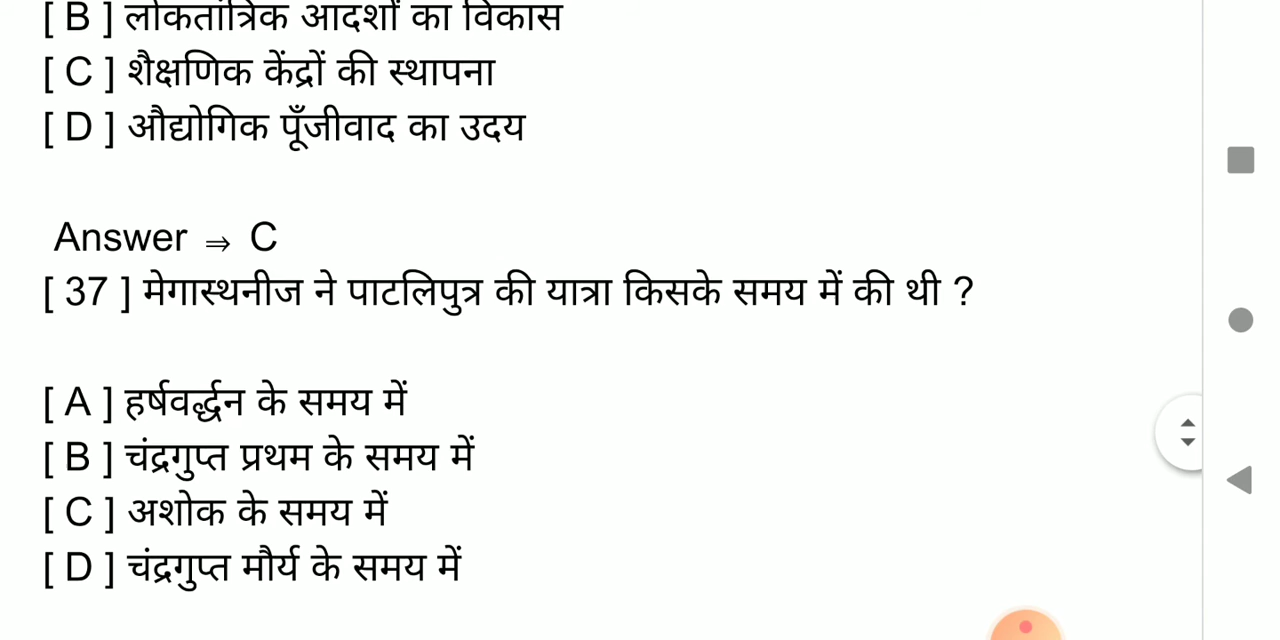 [ B ] लोकतांत्रिक आदर्शों का विकास
[ C ] शैक्षणिक केंद्रों की स्थापना
[ D ] औद्योगिक पूँजीवाद का उदय
Answer ⇒ C
[ 37 ] मेगास्थनीज ने पाटलिपुत्र की यात्रा किसके समय में की थी ?
[ A ] हर्षवर्द्धन के समय में
[ B ] चंद्रगुप्त प्रथम के समय में
[ C ] अशोक के समय में
[ D ] चंद्रगुप्त मौर्य के समय में